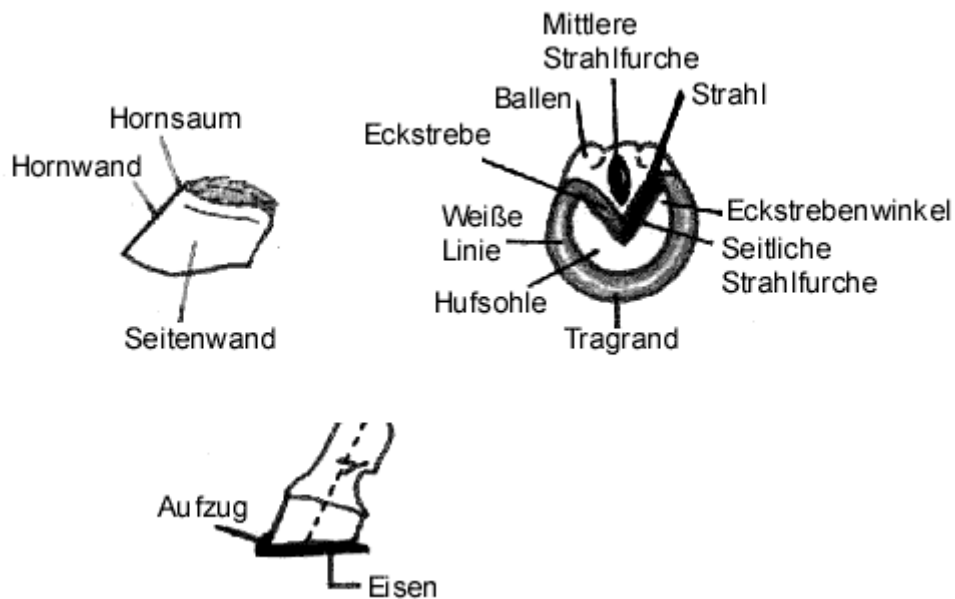 Hornsaum
Hornwand
Seitenwand
Mittlere
Strahlfurche
Ballen
Strahl
Eckstrebe
Eckstrebenwinkel
Weiße
Linie
Seitliche
Strahlfurche
Hufsohle
Tragrand
Aufzug
Eisen